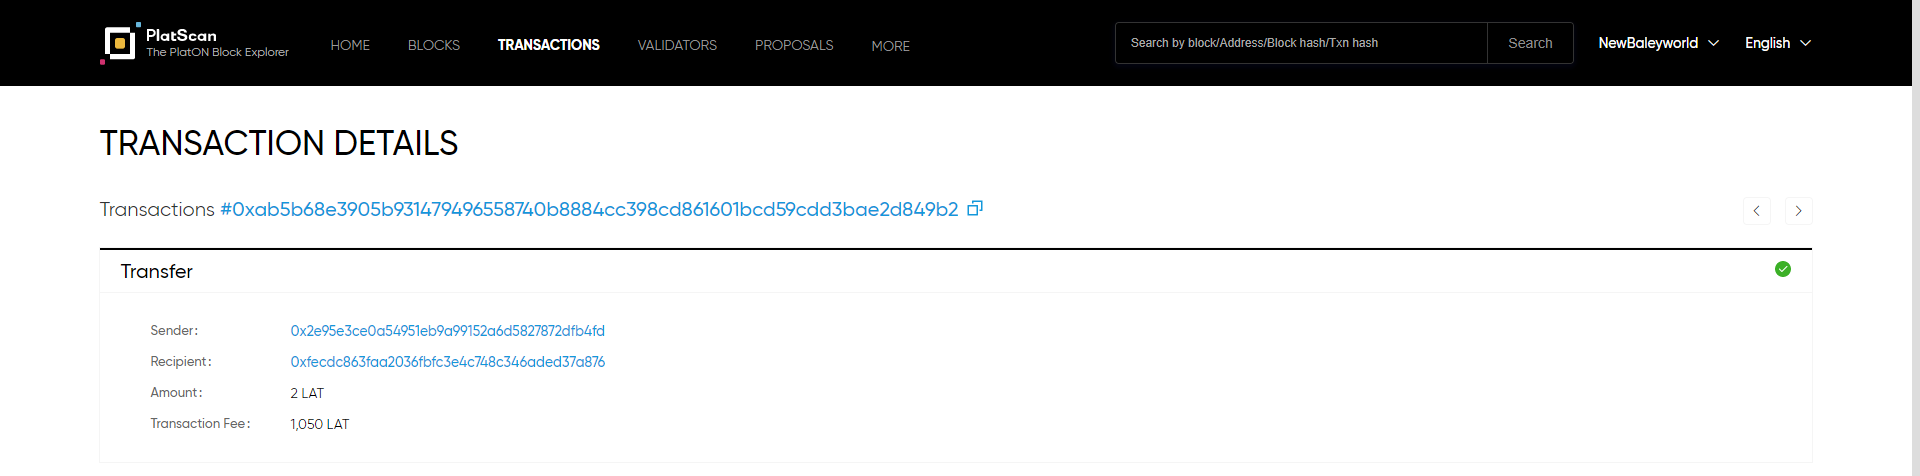 PlatScan
The PlatON Block Explorer
HOME BLOCKS TRANSACTIONS VALIDATORS PROPOSALS MORE
Search by block/Address/Block hash/Txn hash Search NewBaleyworld English
TRANSACTION DETAILS
Transactions #0xab5b68e3905b931479496558740b8884cc398cd861601bcd59cdd3bae2d849b2
Transfer
Sender: 0x2e95e3ce0a54951eb9a99152a6d5827872dfb4fd
Recipient: 0xfecdc863faa2036fbfc3e4c748c346aded37a876
Amount: 2 LAT
Transaction Fee: 1,050 LAT